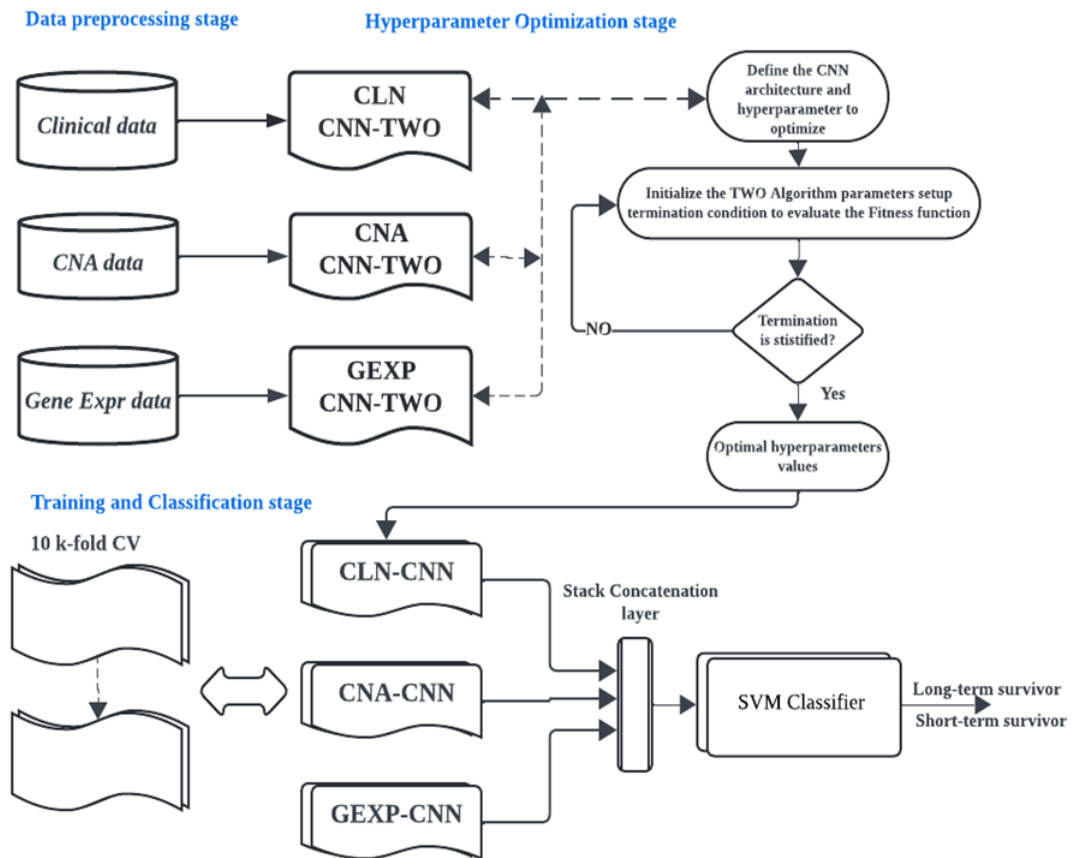 Data preprocessing stage
Hyperparameter Optimization stage
Clinical data
CLN
CNN-TWO
Define the CNN
architecture and
hyperparameter to
optimize
Initialize the TWO Algorithm parameters setup
termination condition to evaluate the Fitness function
CNA data
CNA
CNN-TWO
Termination
is stistified?
NO
Yes
Gene Expr data
GEXP
CNN-TWO
Optimal hyperparameters
values
Training and Classification stage
10 k-fold CV
CLN-CNN
Stack Concatenation
layer
CNA-CNN
SVM Classifier
Long-term survivor
Short-term survivor
GEXP-CNN